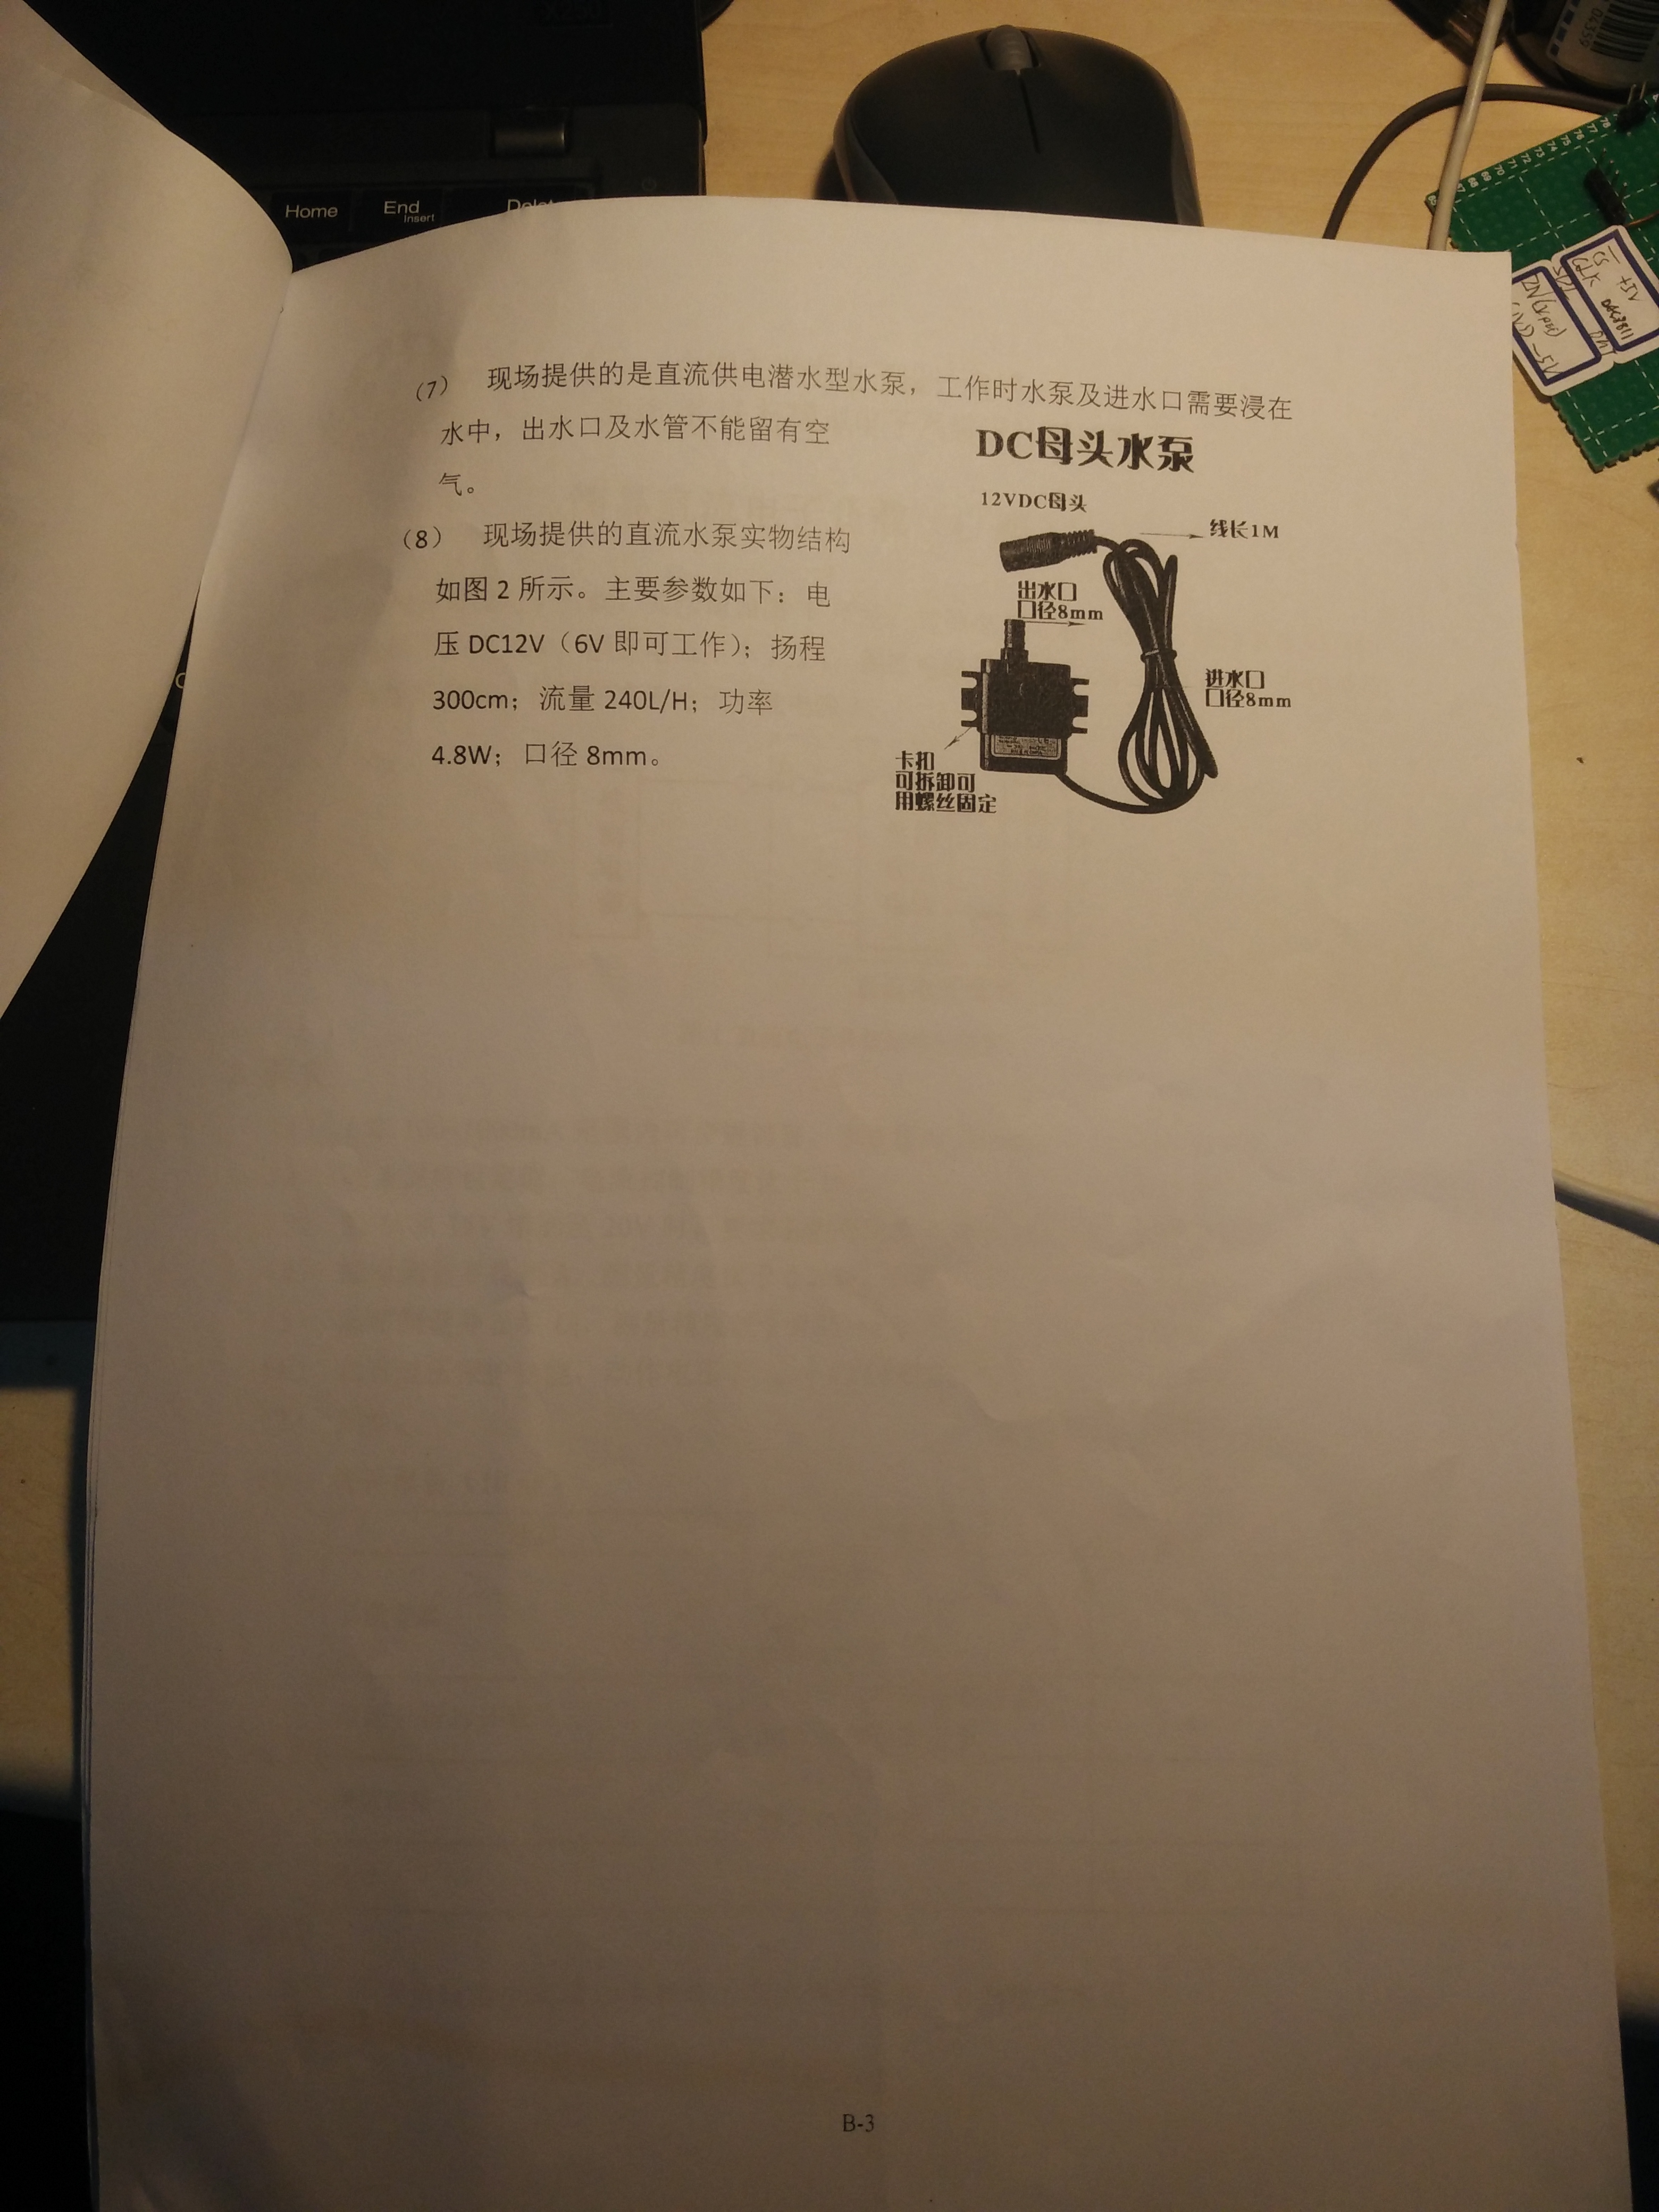 Home
End
Insert
(7) 现场提供的是直流供电潜水型水泵，工作时水泵及进水口需要浸在
水中，出水口及水管不能留有空
气。
(8) 现场提供的直流水泵实物结构
如图 2 所示。主要参数如下：电
压 DC12V（6V 即可工作）；扬程
300cm；流量 240L/H；功率
4.8W；口径 8mm。
DC母头水泵
12VDC母头
线长1M
出水口
口径8mm
进水口
口径8mm
卡扣
可拆卸可
用螺丝固定
B-3